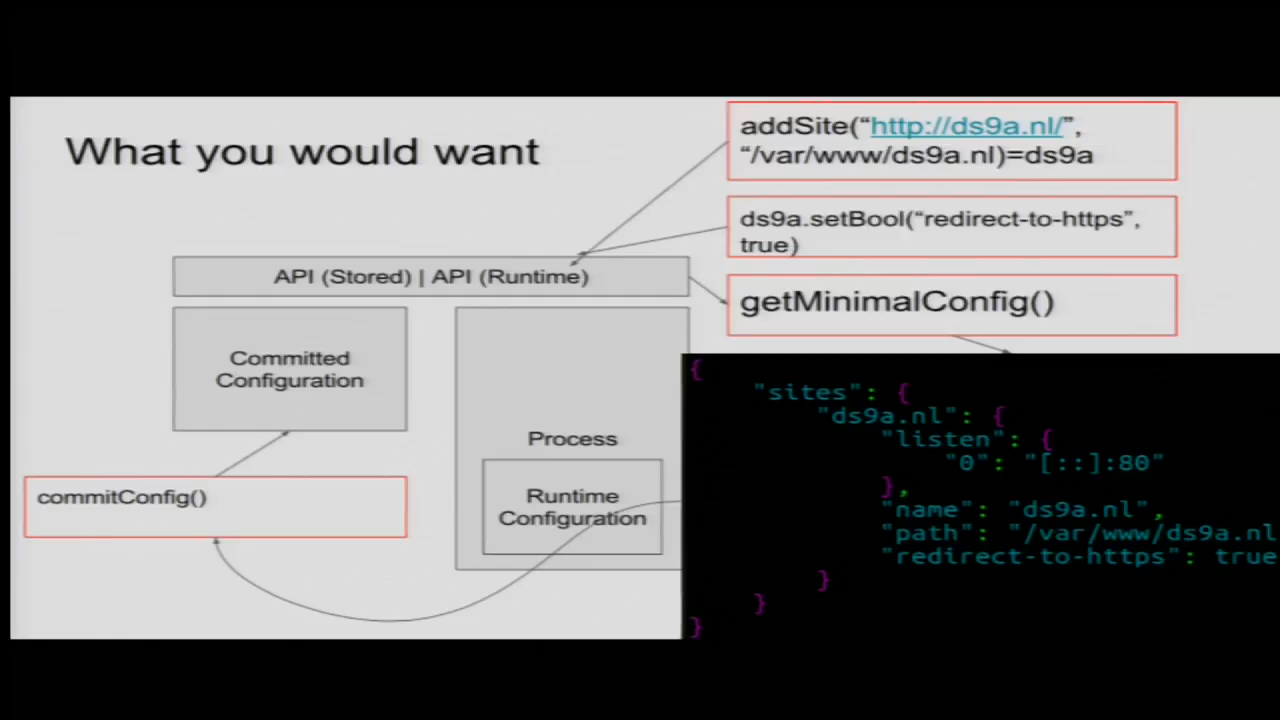 What you would want
addSite("http://ds9a.nl/",
"/var/www/ds9a.nl)=ds9a
ds9a.setBool("redirect-to-https",
true)
API (Stored) | API (Runtime)
getMinimalConfig()
Committed
Configuration
Process
Runtime
Configuration
commitConfig()
{
"sites": {
"ds9a.nl": {
"listen": {
"0": "[::]:80"
},
"name": "ds9a.nl",
"path": "/var/www/ds9a.nl
"redirect-to-https": true
}
}
}